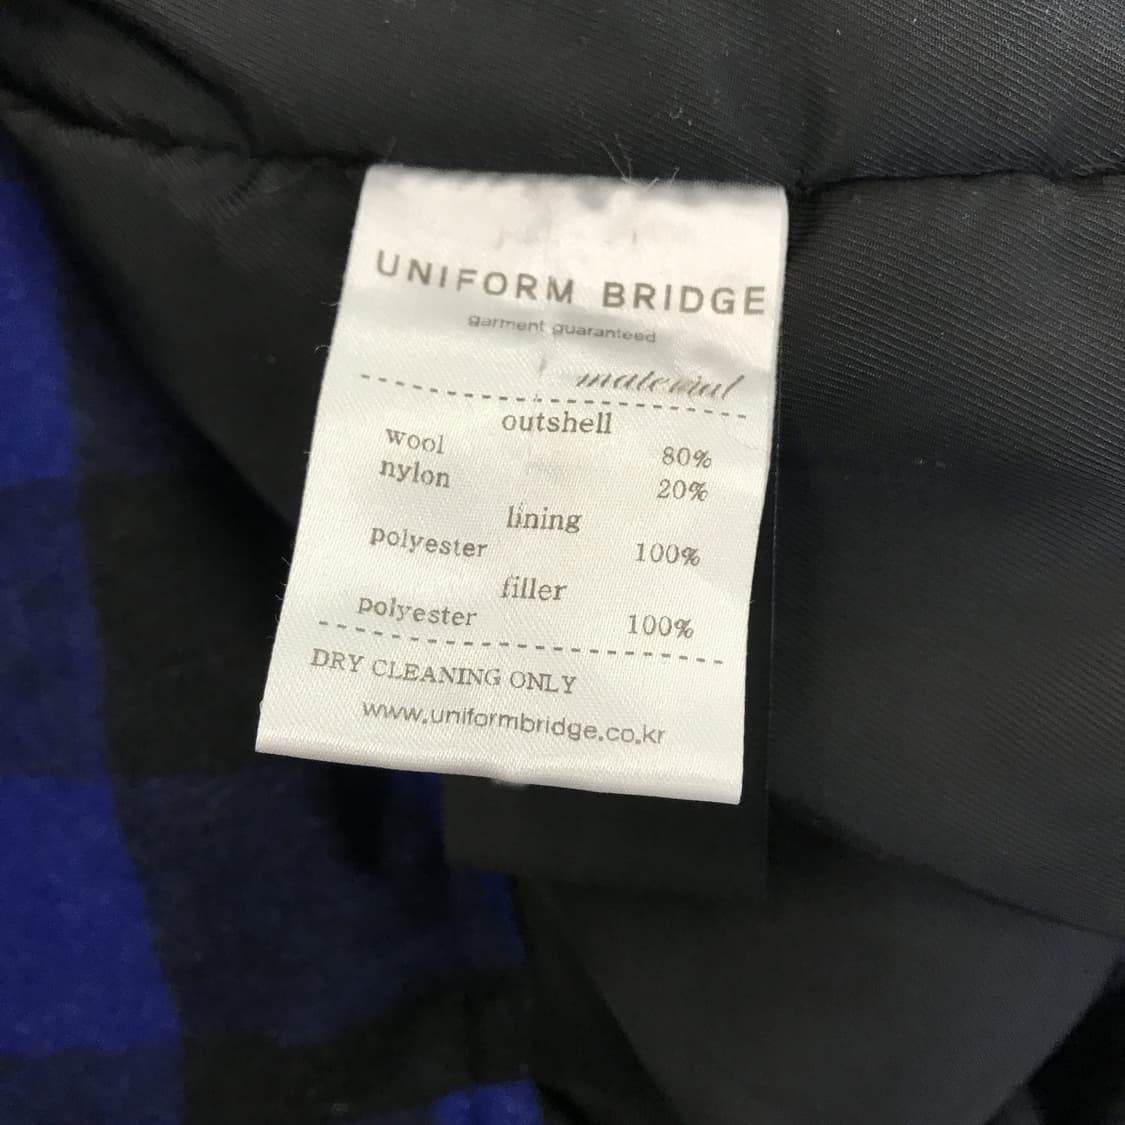 UNIFORM BRIDGE
garment guaranteed
material
outshell
wool 80%
nylon 20%
lining
polyester 100%
filler
polyester 100%
DRY CLEANING ONLY
www.uniformbridge.co.kr